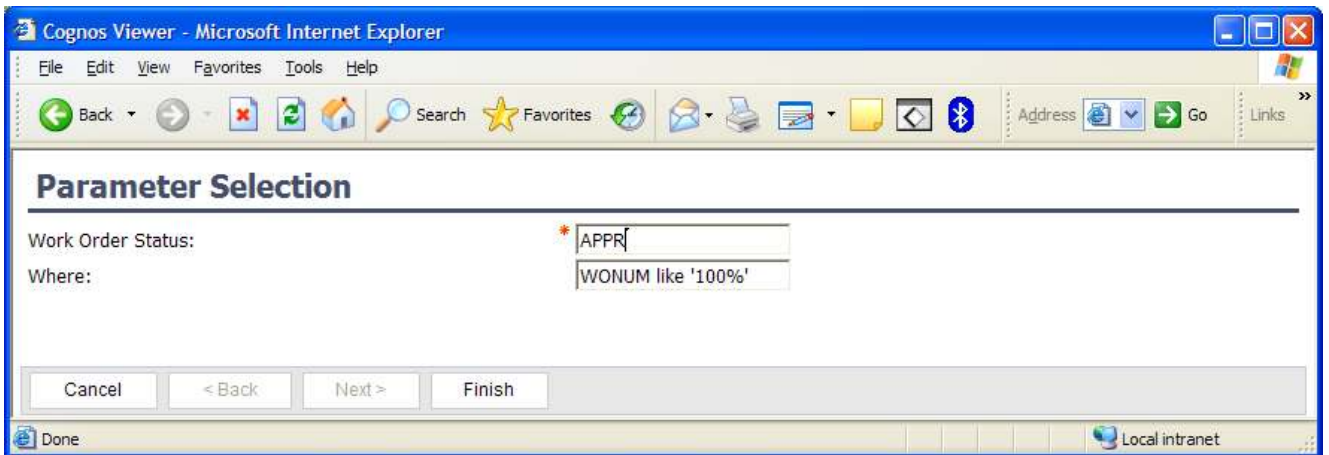 Cognos Viewer - Microsoft Internet Explorer
File Edit View Favorites Tools Help
Back Search Favorites Address Go Links »
Parameter Selection
Work Order Status: * APPR
Where: WONUM like '100%'
Cancel < Back Next > Finish
Done Local intranet